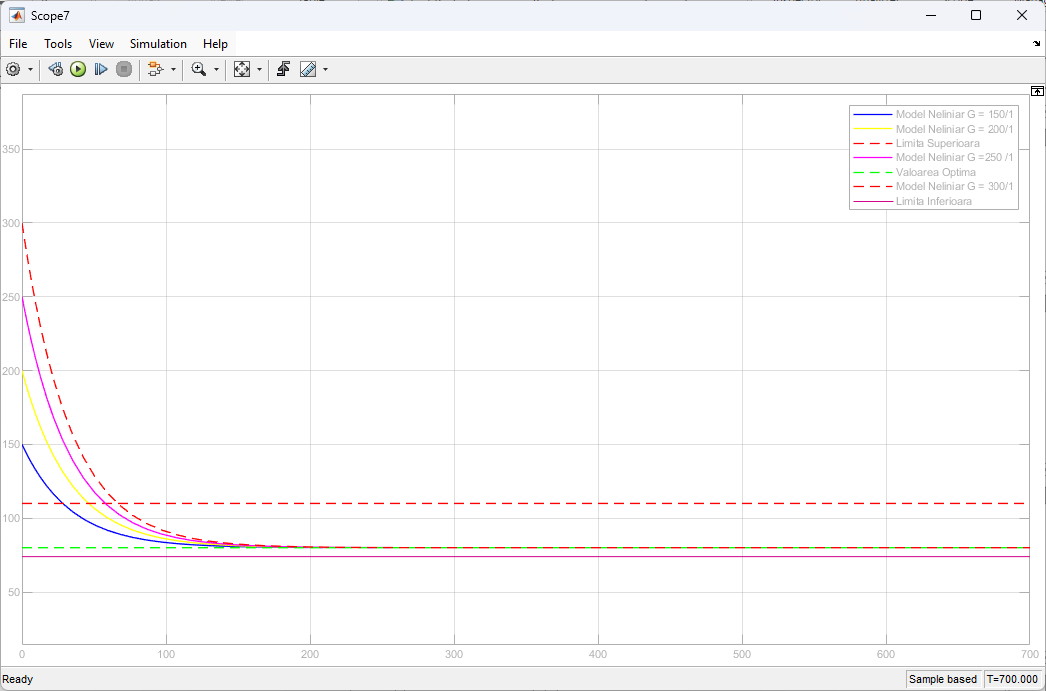 Scope7
File Tools View Simulation Help
Model Neliniar G = 150/1
Model Neliniar G = 200/1
Limita Superioara
Model Neliniar G =250 /1
Valoarea Optima
Model Neliniar G = 300/1
Limita Inferioara
350
300
250
200
150
100
50
0 100 200 300 400 500 600 700
Ready Sample based T=700.000